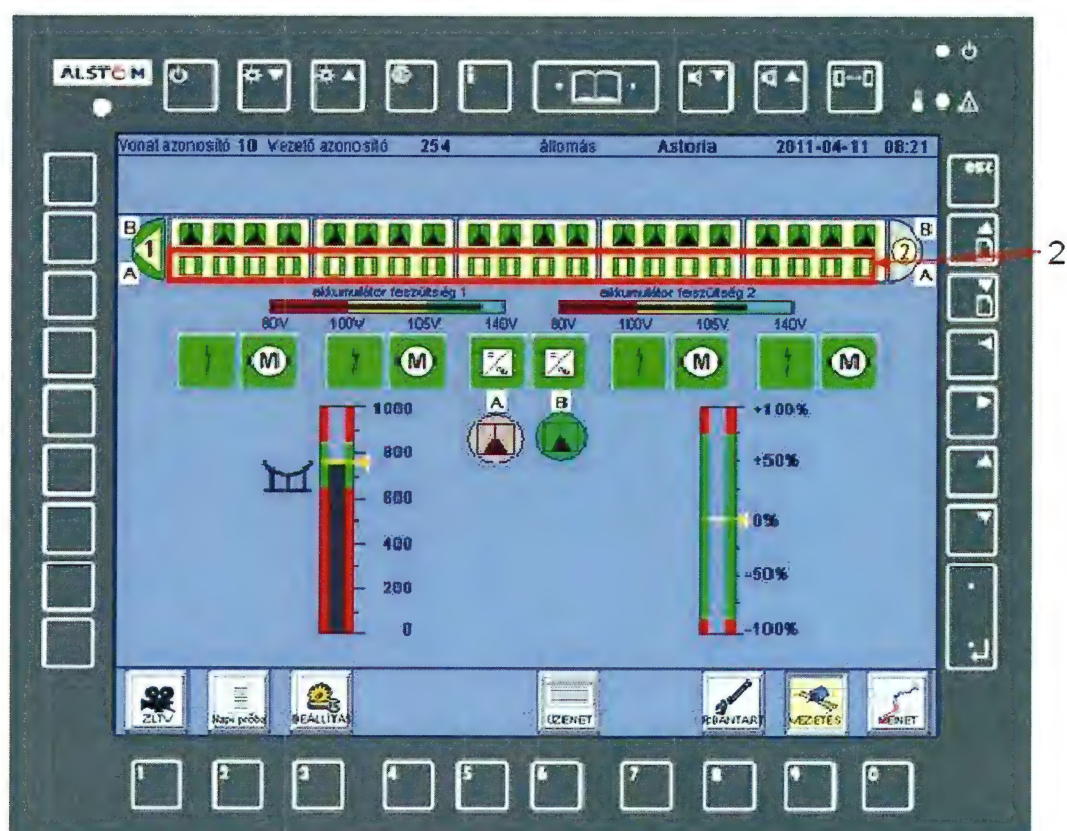 ALSTOM
i
Vonat azonosító 10 Vezető azonosító 254 állomás Astoria 2011-04-11 08:21
esc
B B
1 2
A A
2
akkumulátor feszültség 1 akkumulátor feszültség 2
80V 100V 105V 140V 80V 100V 105V 140V
M M M M
A B
1000 +100%
800 +50%
600 0%
400 -50%
200 -100%
0
ZLTV Napi próba BEÁLLÍTÁS ÜZENET VEZETÉS MENET
1 2 3 4 5 6 7 8 9 0